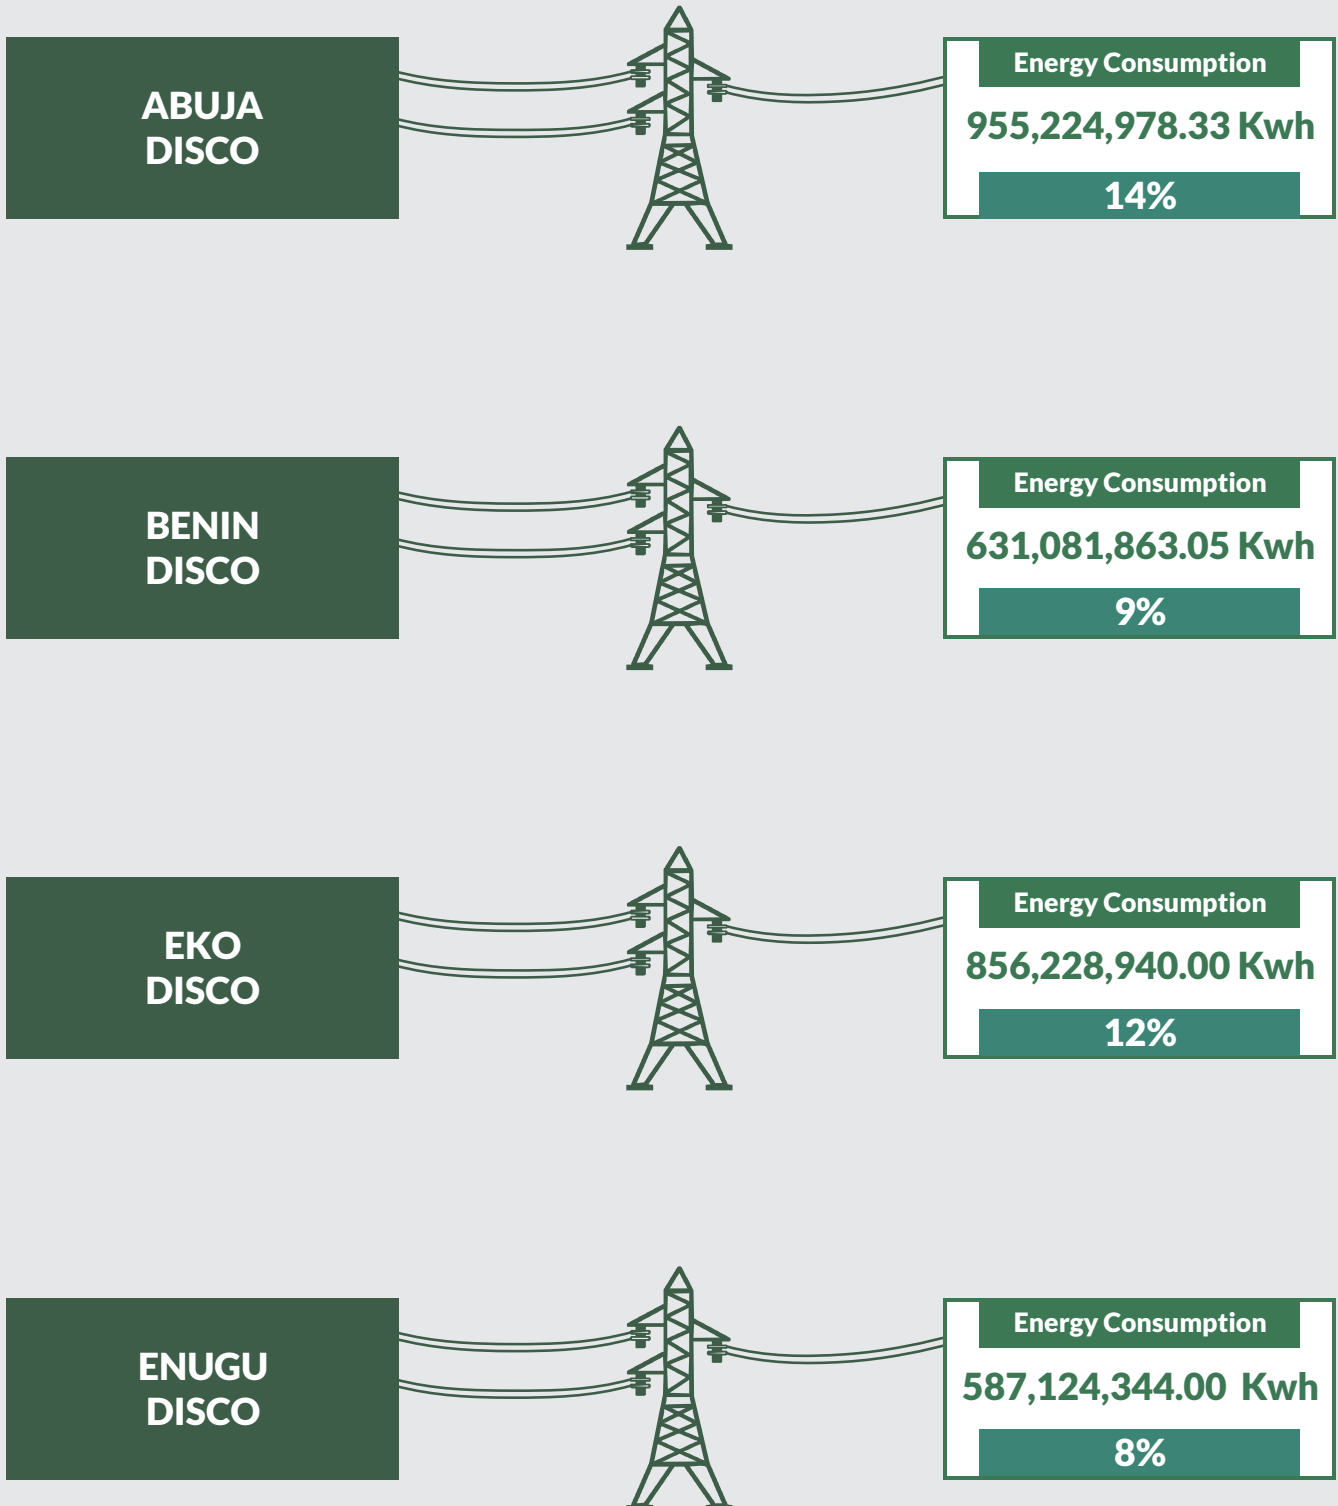 ABUJA
DISCO
Energy Consumption
955,224,978.33 Kwh
14%
BENIN
DISCO
Energy Consumption
631,081,863.05 Kwh
9%
EKO
DISCO
Energy Consumption
856,228,940.00 Kwh
12%
ENUGU
DISCO
Energy Consumption
587,124,344.00 Kwh
8%